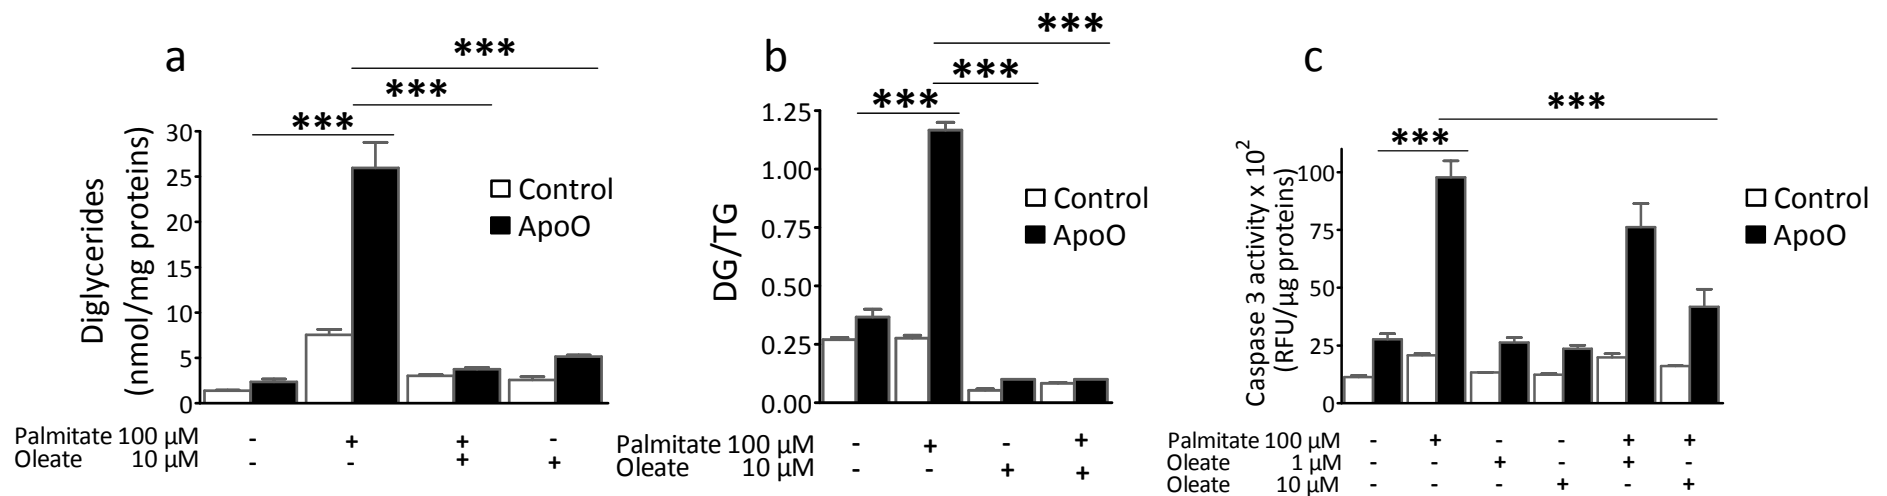 a
***
***
***
Diglycerides
(nmol/mg proteins)
30
25
20
15
10
5
0
Control
ApoO
Palmitate 100 µM - + + -
Oleate 10 µM - - + +
b
***
***
***
DG/TG
1.25
1.00
0.75
0.50
0.25
0.00
Control
ApoO
Palmitate 100 µM - + - +
Oleate 10 µM - - + +
c
***
***
Caspase 3 activity x 10²
(RFU/µg proteins)
100
75
50
25
0
Control
ApoO
Palmitate 100 µM - + - - + +
Oleate 1 µM - - + - + -
Oleate 10 µM - - - + - +